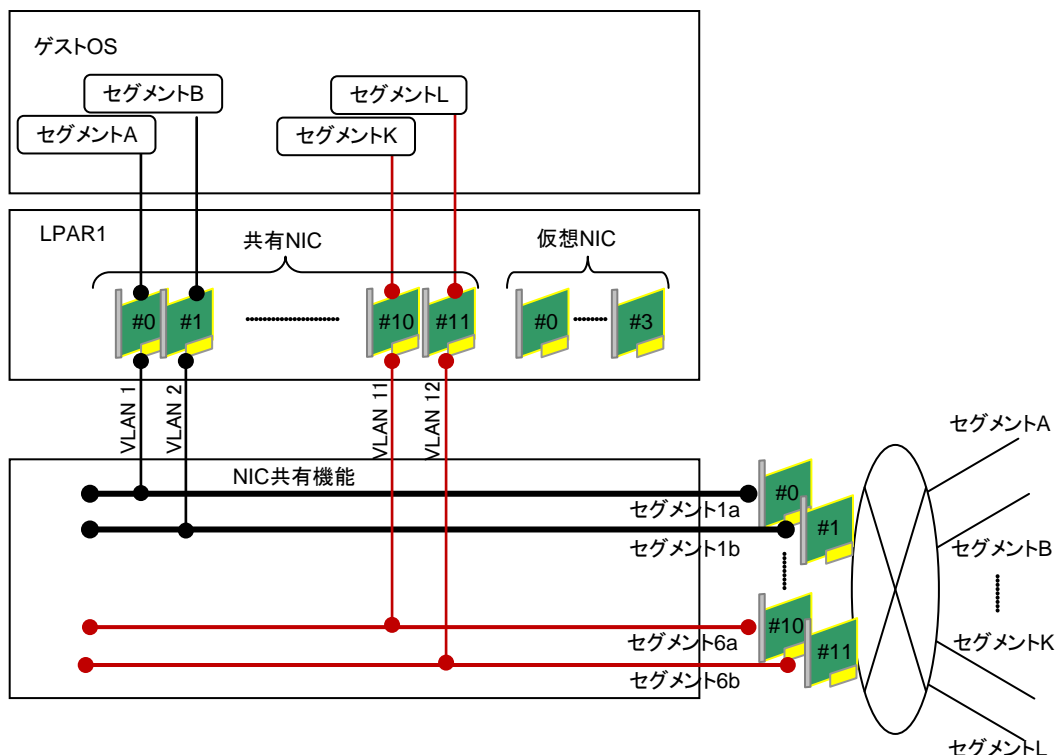 ゲストOS
セグメントB
セグメントL
セグメントA
セグメントK
LPAR1
共有NIC
仮想NIC
#0
#1
#10
#11
#0
#3
VLAN 1
VLAN 2
VLAN 11
VLAN 12
NIC共有機能
セグメント1a
セグメント1b
セグメント6a
セグメント6b
#0
#1
#10
#11
セグメントA
セグメントB
セグメントK
セグメントL